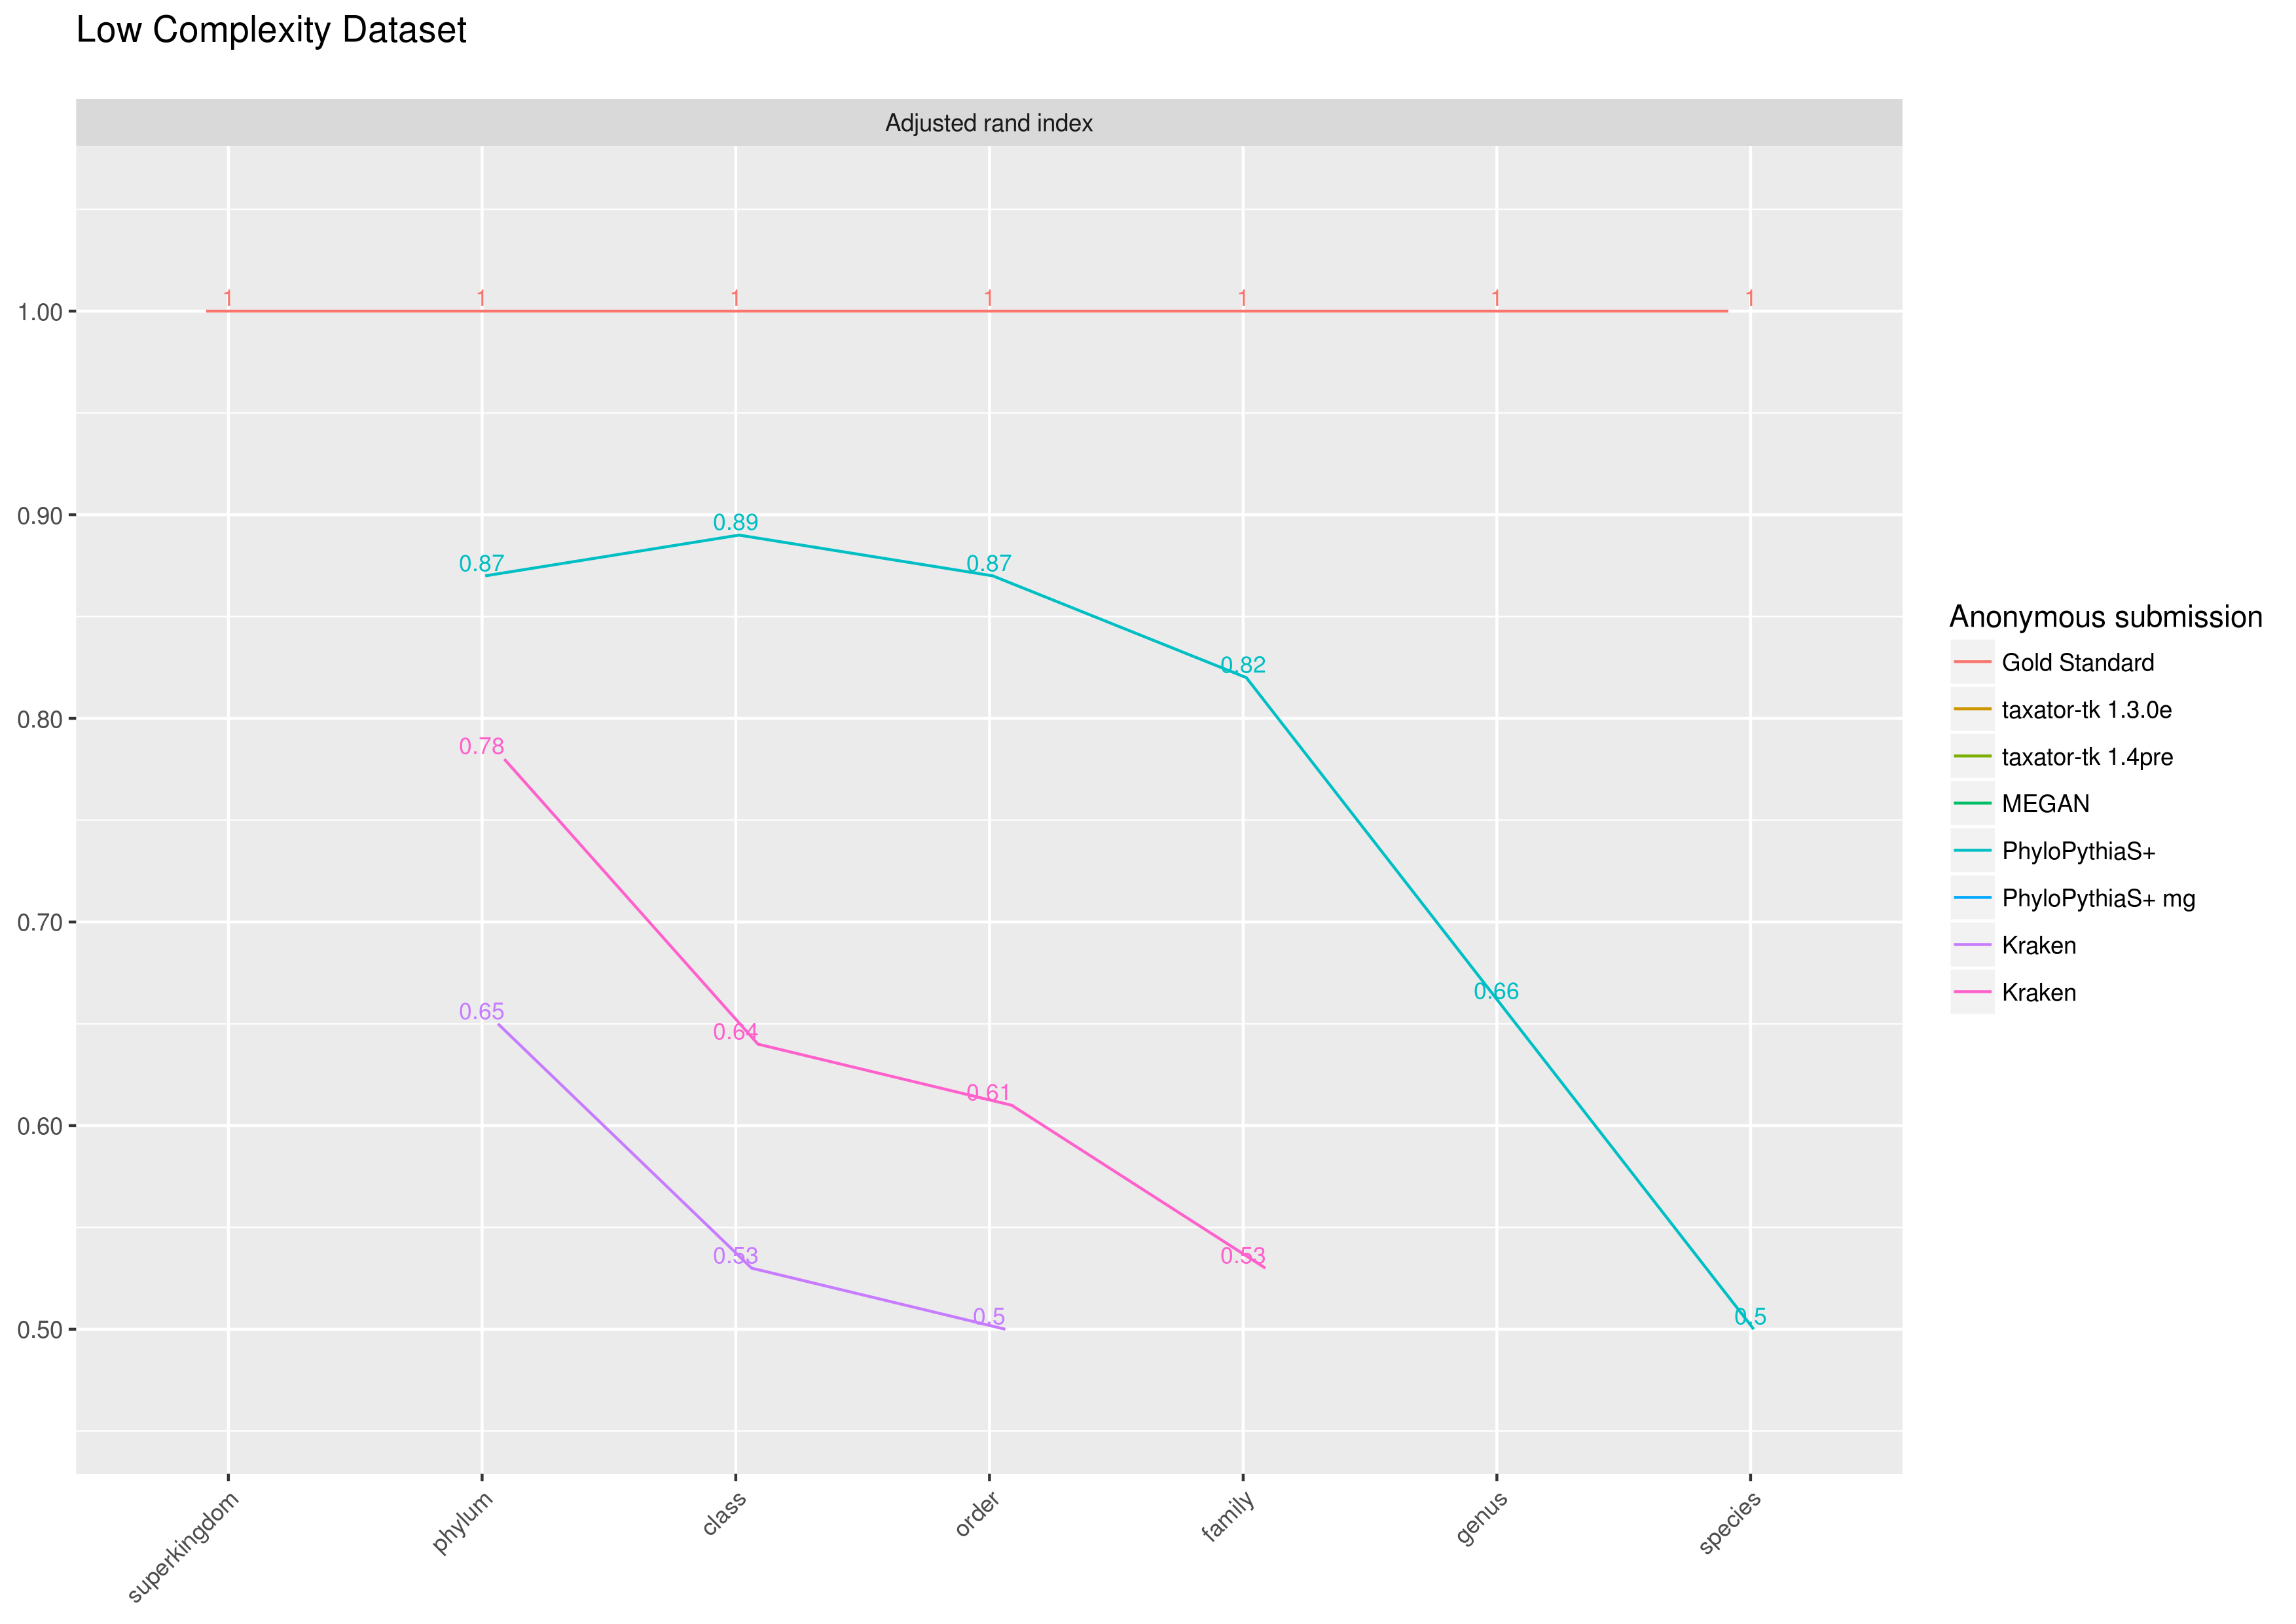 Low Complexity Dataset
Adjusted rand index
1 1 1 1 1 1 1
1.00
0.89
0.90
0.87 0.87
0.82
0.80
0.78
0.70
0.66
0.65
0.64
0.61
0.60
0.53 0.53
0.5 0.5
0.50
superkingdom phylum class order family genus species
Anonymous submission
Gold Standard
taxator-tk 1.3.0e
taxator-tk 1.4pre
MEGAN
PhyloPythiaS+
PhyloPythiaS+ mg
Kraken
Kraken